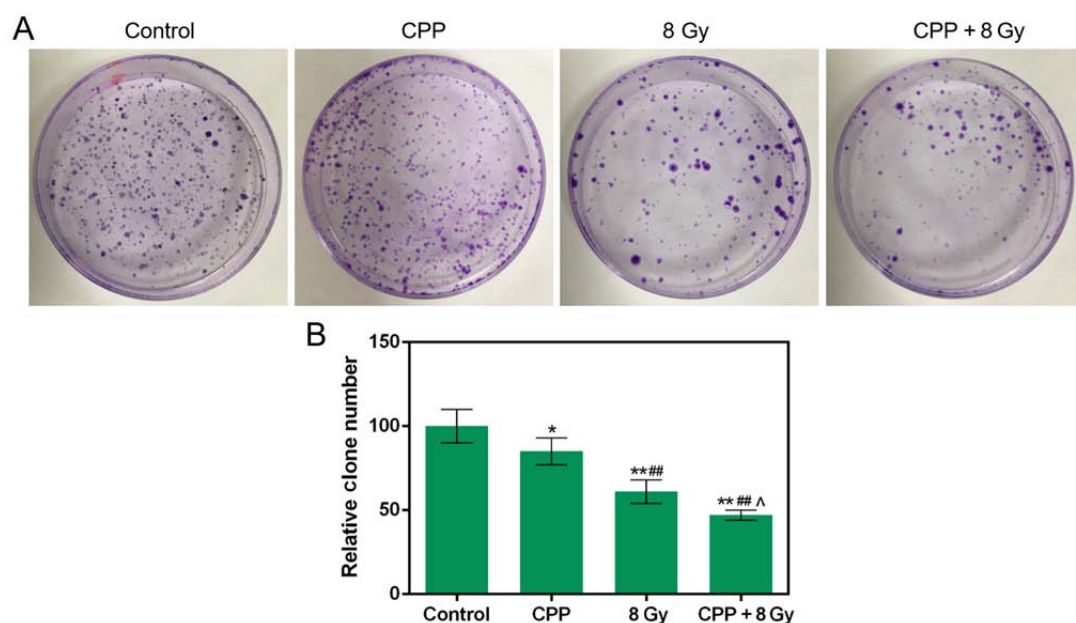 A
Control CPP 8 Gy CPP + 8 Gy
B
Relative clone number
150
100
50
0
*
**##
** ## ^
Control CPP 8 Gy CPP + 8 Gy